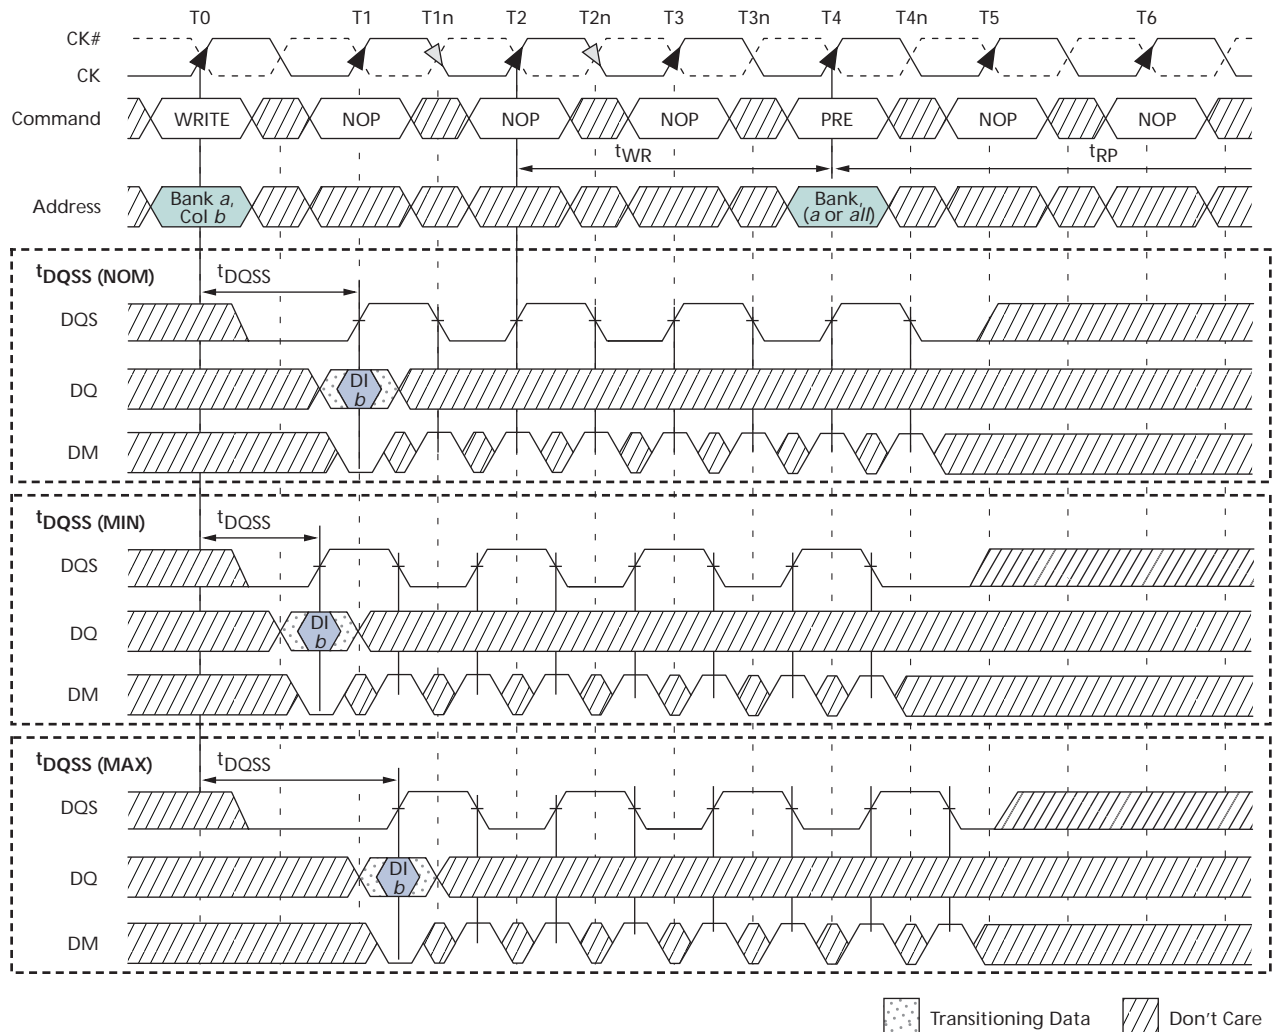 T0 T1 T1n T2 T2n T3 T3n T4 T4n T5 T6
CK#
CK
Command WRITE NOP NOP NOP PRE NOP NOP
tWR tRP
Address Bank a, Col b Bank, (a or all)
tDQSS (NOM) tDQSS
DQS
DQ DI b
DM
tDQSS (MIN) tDQSS
DQS
DQ DI b
DM
tDQSS (MAX) tDQSS
DQS
DQ DI b
DM
Transitioning Data Don't Care